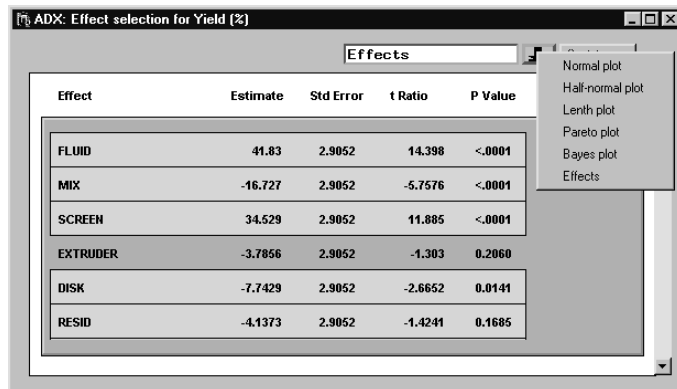 ADX: Effect selection for Yield (%)
Effects
Normal plot
Half-normal plot
Lenth plot
Pareto plot
Bayes plot
Effects
Effect Estimate Std Error t Ratio P Value
FLUID 41.83 2.9052 14.398 <.0001
MIX -16.727 2.9052 -5.7576 <.0001
SCREEN 34.529 2.9052 11.885 <.0001
EXTRUDER -3.7856 2.9052 -1.303 0.2060
DISK -7.7429 2.9052 -2.6652 0.0141
RESID -4.1373 2.9052 -1.4241 0.1685